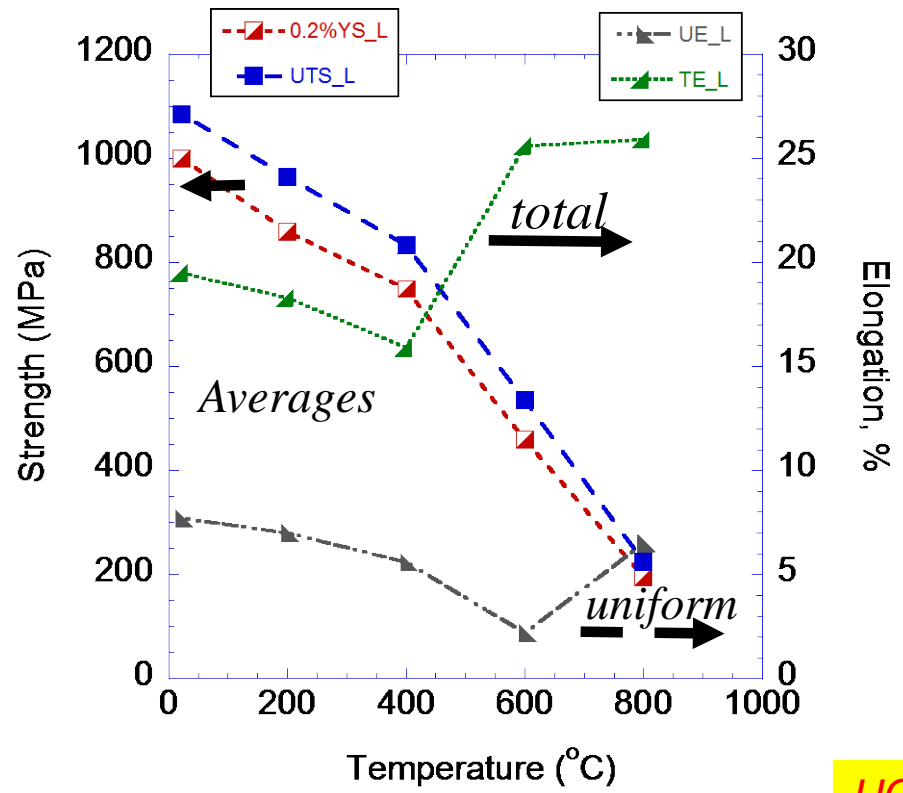 0.2%YS_L
UTS_L
UE_L
TE_L
1200
1000
800
600
400
200
0
30
25
20
15
10
5
0
total
Averages
uniform
Strength (MPa)
Elongation, %
0 200 400 600 800 1000
Temperature (°C)